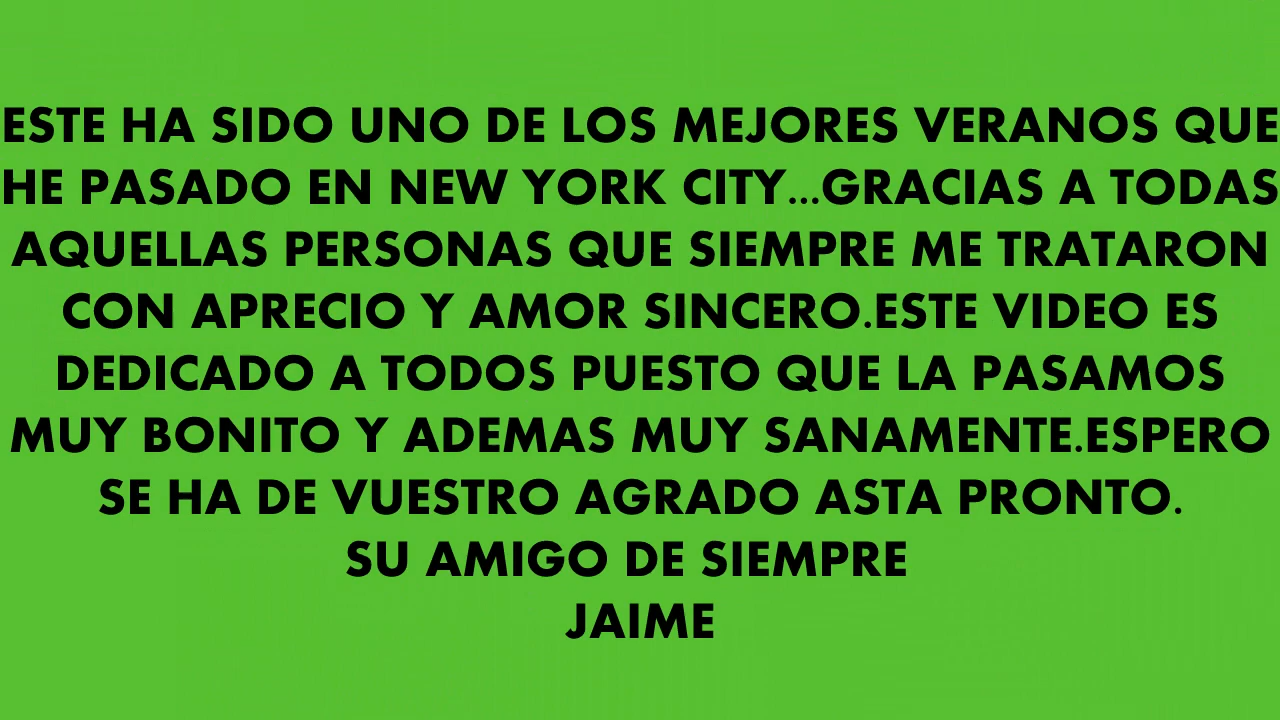 ESTE HA SIDO UNO DE LOS MEJORES VERANOS QUE
HE PASADO EN NEW YORK CITY...GRACIAS A TODAS
AQUELLAS PERSONAS QUE SIEMPRE ME TRATARON
CON APRECIO Y AMOR SINCERO.ESTE VIDEO ES
DEDICADO A TODOS PUESTO QUE LA PASAMOS
MUY BONITO Y ADEMAS MUY SANAMENTE.ESPERO
SE HA DE VUESTRO AGRADO ASTA PRONTO.
SU AMIGO DE SIEMPRE
JAIME